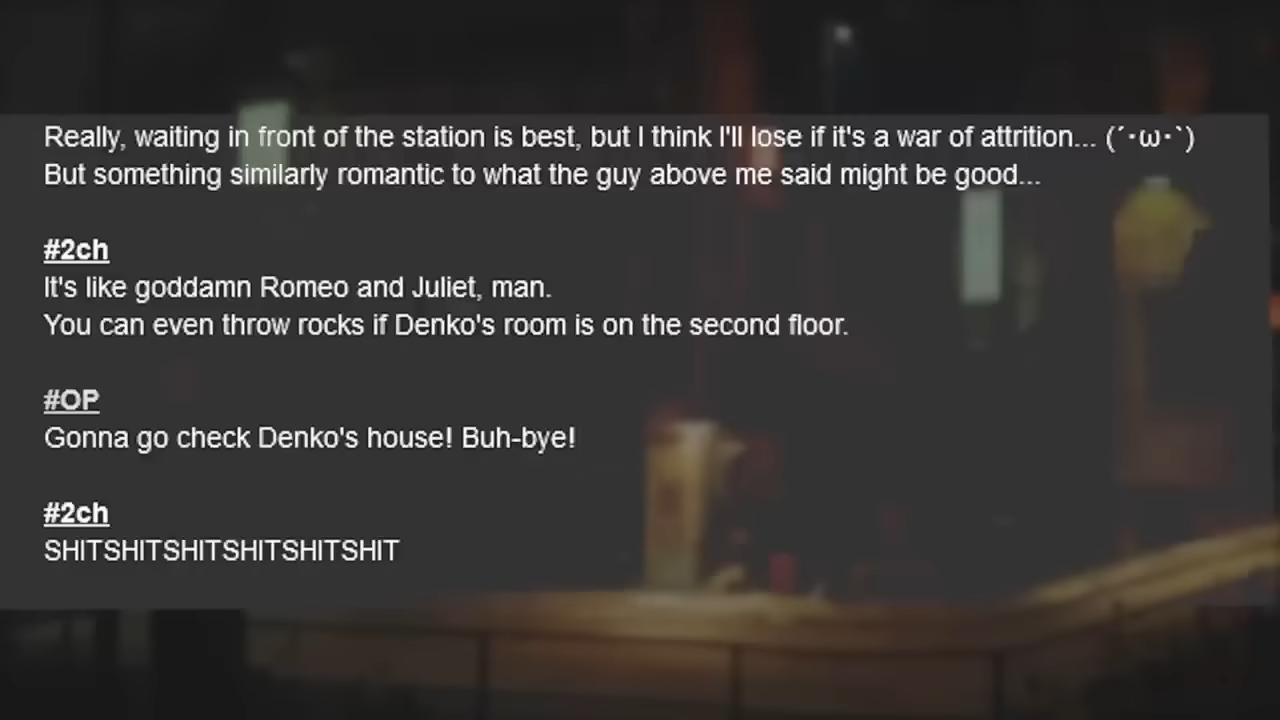 Really, waiting in front of the station is best, but I think I'll lose if it's a war of attrition... (´･ω･`)
But something similarly romantic to what the guy above me said might be good...
#2ch
It's like goddamn Romeo and Juliet, man.
You can even throw rocks if Denko's room is on the second floor.
#OP
Gonna go check Denko's house! Buh-bye!
#2ch
SHITSHITSHITSHITSHITSHIT